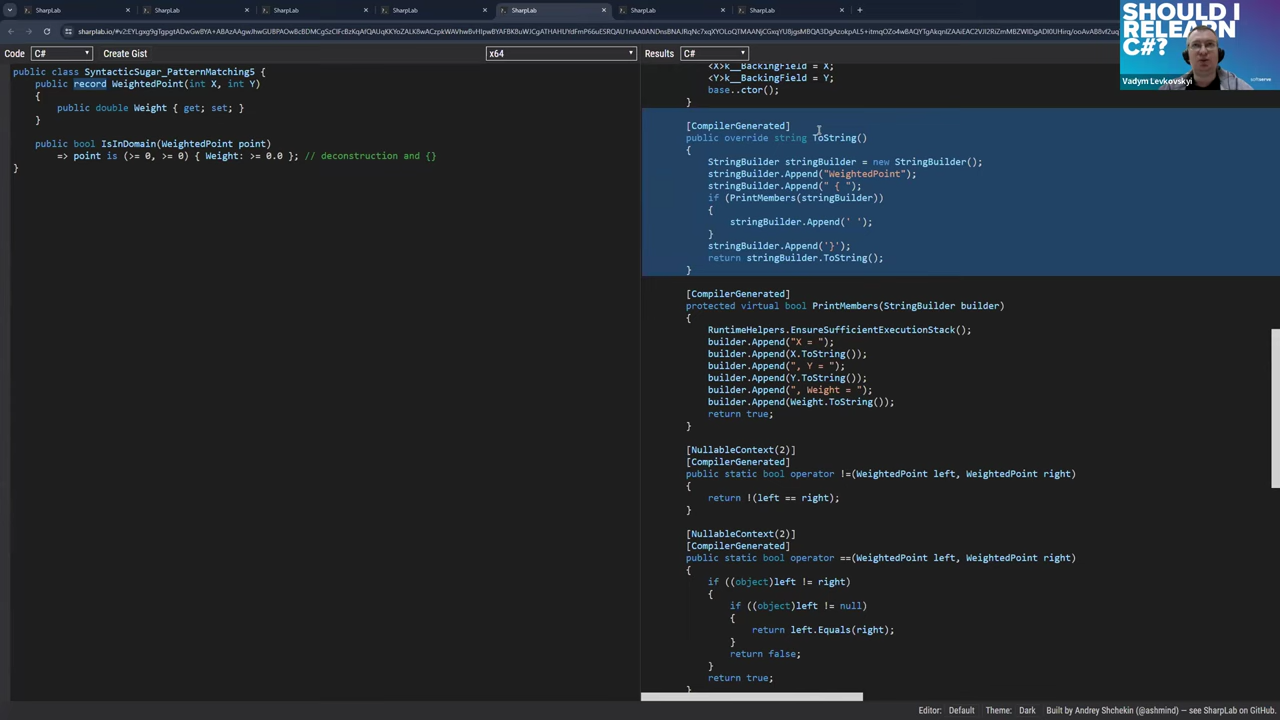 SharpLab
SharpLab
SharpLab
SharpLab
SharpLab
SharpLab
SharpLab
SHOULD I
RELEARN
C#?
Vadym Levkovskyi
softserve
Code
C#
Create Gist
x64
Results
C#
public class SyntacticSugar_PatternMatching5 {
public record WeightedPoint(int X, int Y)
{
public double Weight { get; set; }
}
public bool IsInDomain(WeightedPoint point)
=> point is (>= 0, >= 0) { Weight: >= 0.0 }; // deconstruction and {}
}
<X>k__BackingField = X;
<Y>k__BackingField = Y;
base..ctor();
}
[CompilerGenerated]
public override string ToString()
{
StringBuilder stringBuilder = new StringBuilder();
stringBuilder.Append("WeightedPoint");
stringBuilder.Append(" { ");
if (PrintMembers(stringBuilder))
{
stringBuilder.Append(' ');
}
stringBuilder.Append('}');
return stringBuilder.ToString();
}
[CompilerGenerated]
protected virtual bool PrintMembers(StringBuilder builder)
{
RuntimeHelpers.EnsureSufficientExecutionStack();
builder.Append("X = ");
builder.Append(X.ToString());
builder.Append(", Y = ");
builder.Append(Y.ToString());
builder.Append(", Weight = ");
builder.Append(Weight.ToString());
return true;
}
[NullableContext(2)]
[CompilerGenerated]
public static bool operator !=(WeightedPoint left, WeightedPoint right)
{
return !(left == right);
}
[NullableContext(2)]
[CompilerGenerated]
public static bool operator ==(WeightedPoint left, WeightedPoint right)
{
if ((object)left != right)
{
if ((object)left != null)
{
return left.Equals(right);
}
return false;
}
return true;
}
Editor: Default Theme: Dark Built by Andrey Shchekin (@ashmind) — see SharpLab on GitHub.